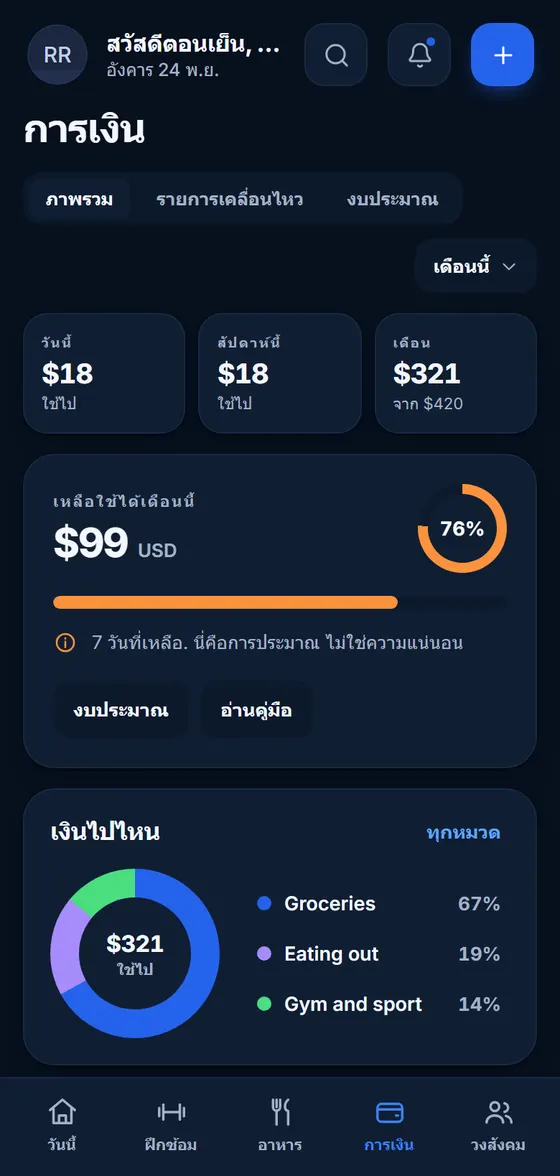 RR
สวัสดีตอนเย็น, ...
อังคาร 24 พ.ย.
การเงิน
ภาพรวม
รายการเคลื่อนไหว
งบประมาณ
เดือนนี้
วันนี้
$18
ใช้ไป
สัปดาห์นี้
$18
ใช้ไป
เดือน
$321
จาก $420
เหลือใช้ได้เดือนนี้
$99 USD
76%
7 วันที่เหลือ. นี่คือการประมาณ ไม่ใช่ความแน่นอน
งบประมาณ
อ่านคู่มือ
เงินไปไหน
ทุกหมวด
$321
ใช้ไป
Groceries 67%
Eating out 19%
Gym and sport 14%
วันนี้
ฝึกซ้อม
อาหาร
การเงิน
วงสังคม